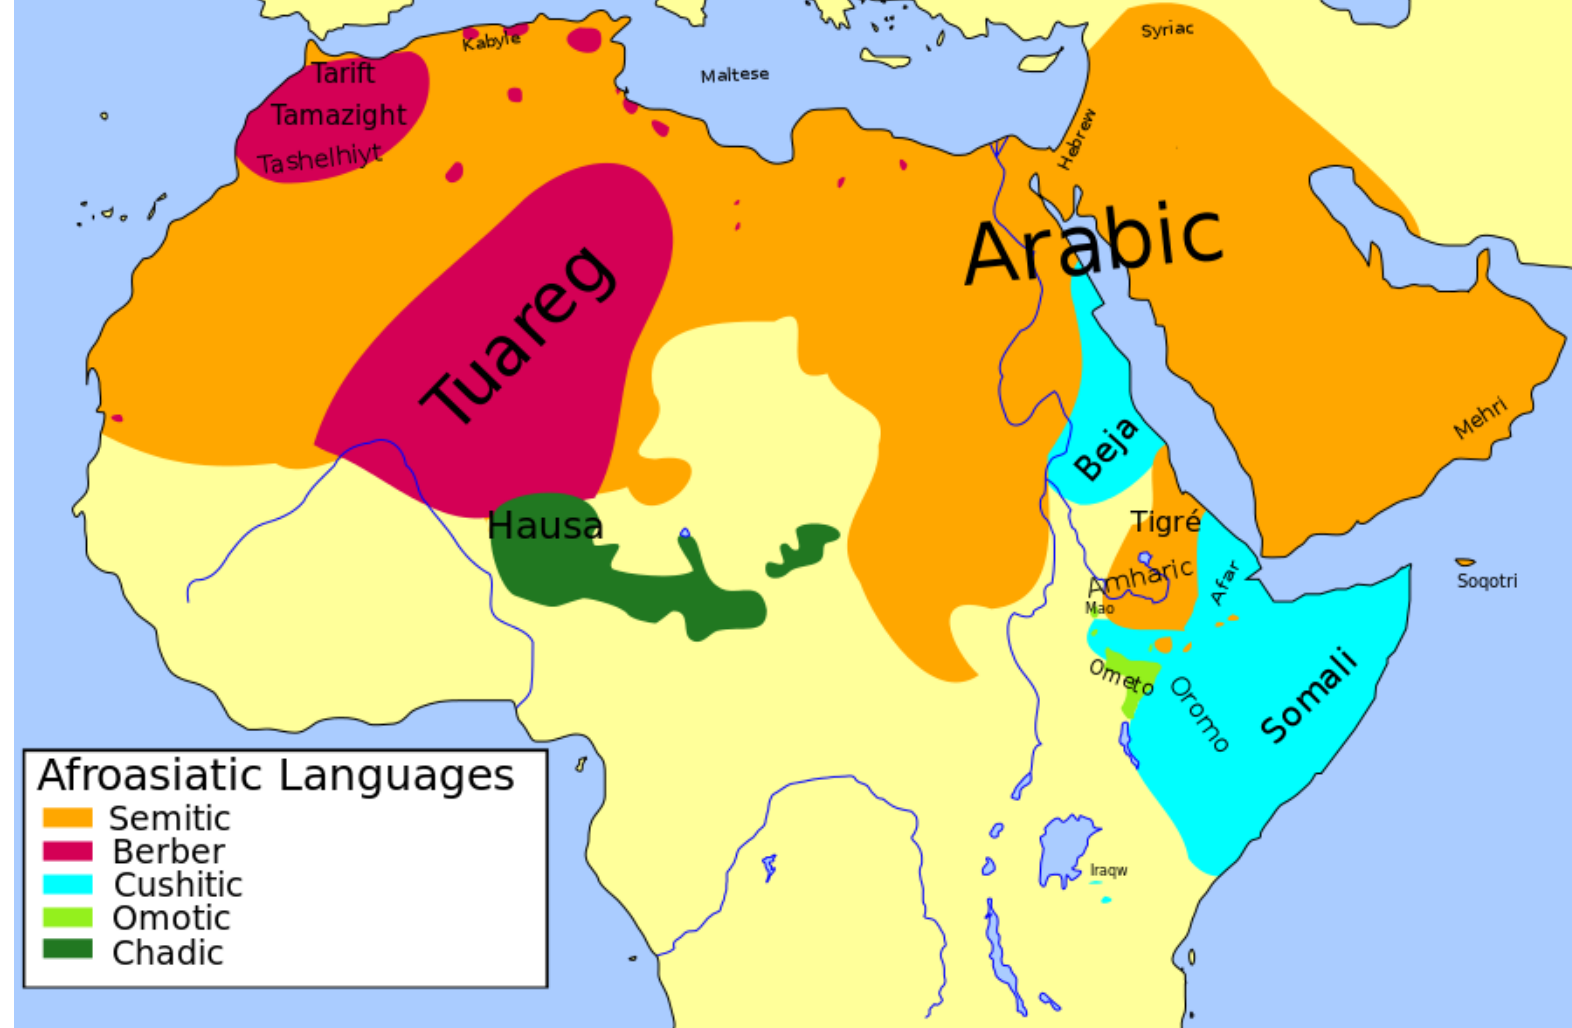 Syriac
Kabyle
Maltese
Tarift
Tamazight
Tashelhiyt
Hebrew
Arabic
Tuareg
Beja
Mehri
Hausa
Tigré
Amharic
Afar
Soqotri
Mao
Ometo
Oromo
Somali
Iraqw
Afroasiatic Languages
Semitic
Berber
Cushitic
Omotic
Chadic